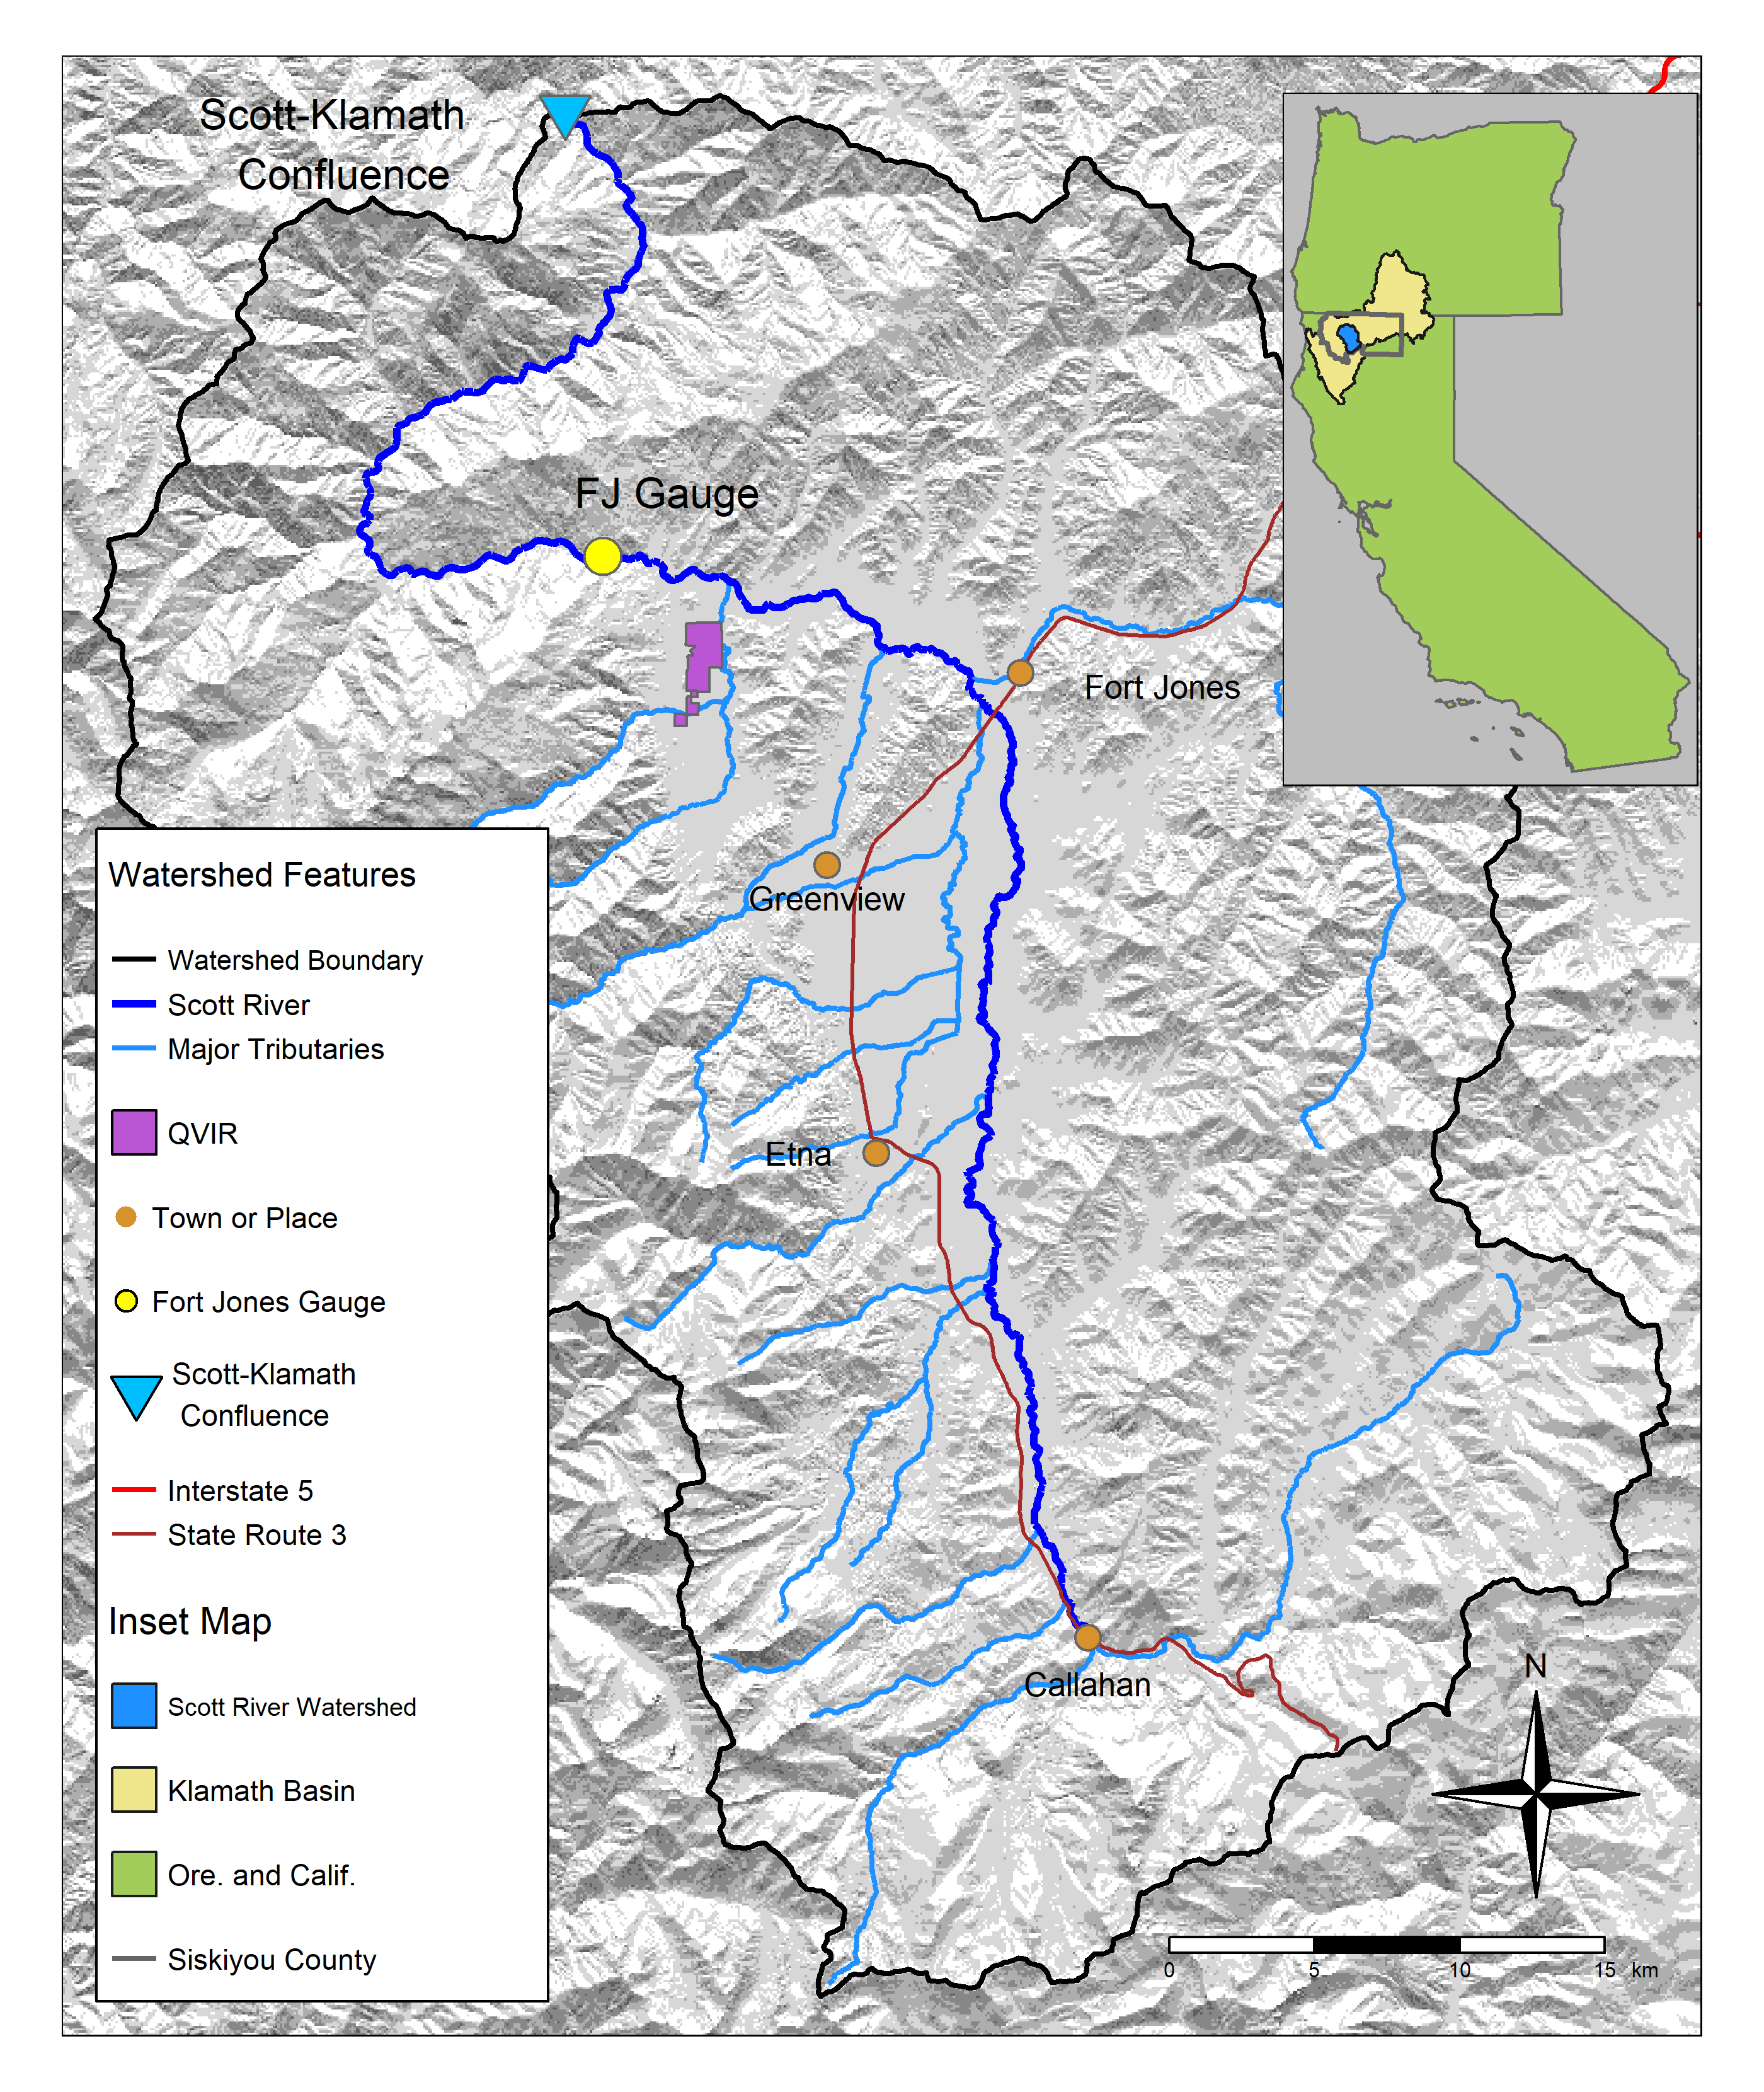 Scott-Klamath
Confluence
FJ Gauge
Fort Jones
Greenview
Etna
Callahan
N
0 5 10 15 km
Watershed Features
Watershed Boundary
Scott River
Major Tributaries
QVIR
Town or Place
Fort Jones Gauge
Scott-Klamath
Confluence
Interstate 5
State Route 3
Inset Map
Scott River Watershed
Klamath Basin
Ore. and Calif.
Siskiyou County